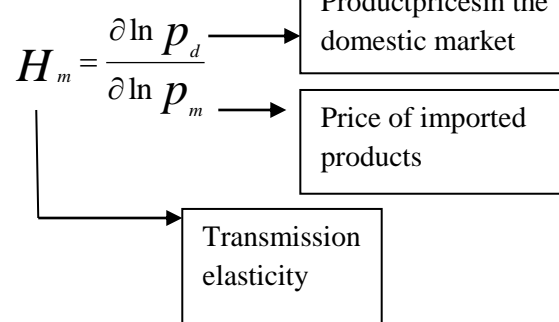 Productpricesin the
domestic market
H_m = ∂ln p_d / ∂ln p_m
Price of imported
products
Transmission
elasticity